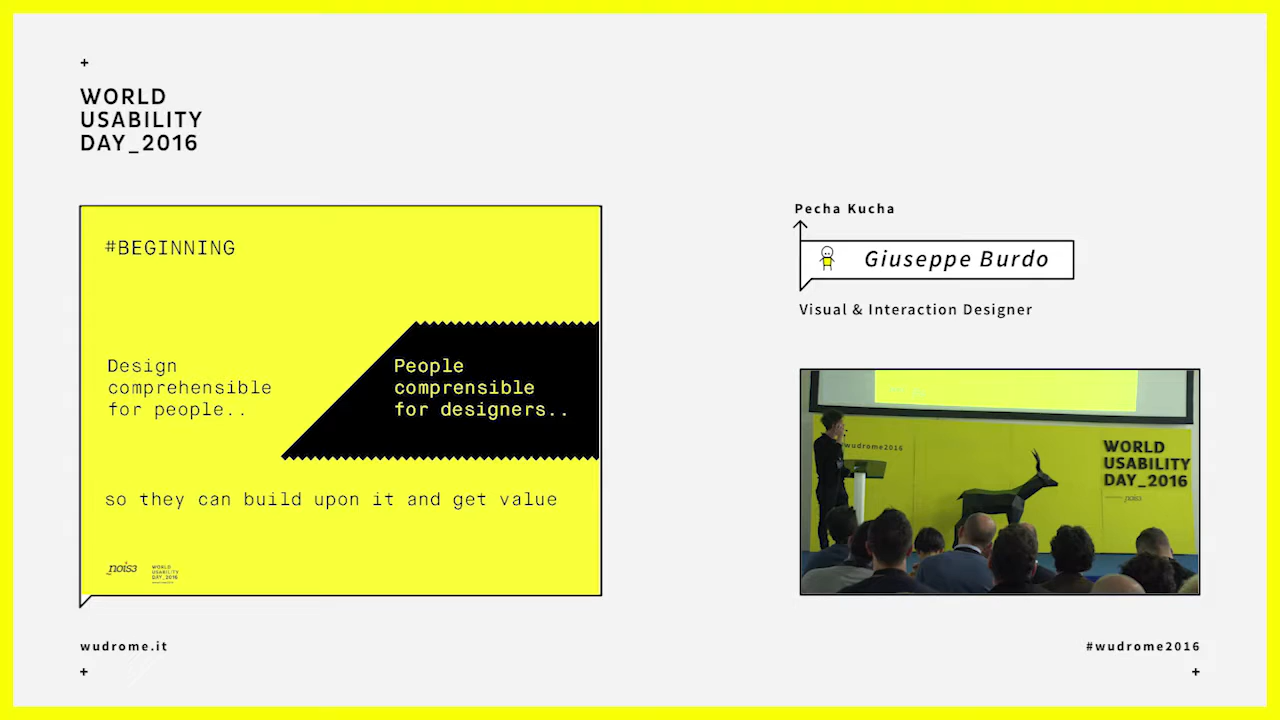 +
WORLD
USABILITY
DAY_2016
#BEGINNING
Design
comprehensible
for people..
People
comprensible
for designers..
so they can build upon it and get value
nois3
WORLD
USABILITY
DAY_2016
Pecha Kucha
Giuseppe Burdo
Visual & Interaction Designer
wudrome2016
WORLD
USABILITY
DAY_2016
nois3
wudrome.it
+
#wudrome2016
+